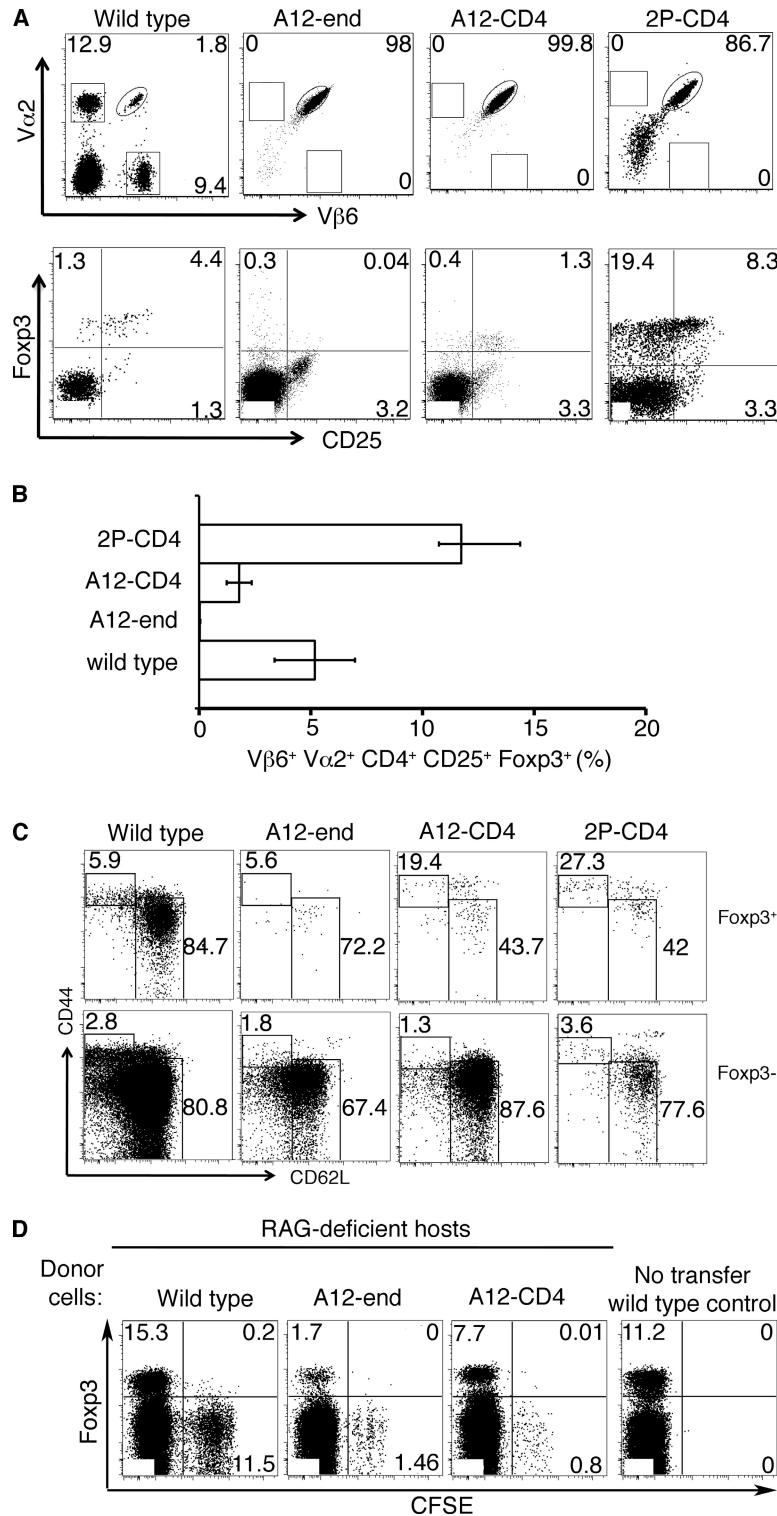 A
Wild type A12-end A12-CD4 2P-CD4
12.9 1.8 0 98 0 99.8 0 86.7
Vα2
9.4 0 0 0
Vβ6
1.3 4.4 0.3 0.04 0.4 1.3 19.4 8.3
Foxp3
1.3 3.2 3.3 3.3
CD25
B
2P-CD4
A12-CD4
A12-end
wild type
0 5 10 15 20
Vβ6⁺ Vα2⁺ CD4⁺ CD25⁺ Foxp3⁺ (%)
C
Wild type A12-end A12-CD4 2P-CD4
5.9 5.6 19.4 27.3
Foxp3⁺
84.7 72.2 43.7 42
CD44
2.8 1.8 1.3 3.6
Foxp3-
80.8 67.4 87.6 77.6
CD62L
D
RAG-deficient hosts
Donor cells:
Wild type A12-end A12-CD4
No transfer
wild type control
15.3 0.2 1.7 0 7.7 0.01 11.2 0
Foxp3
11.5 1.46 0.8 0
CFSE